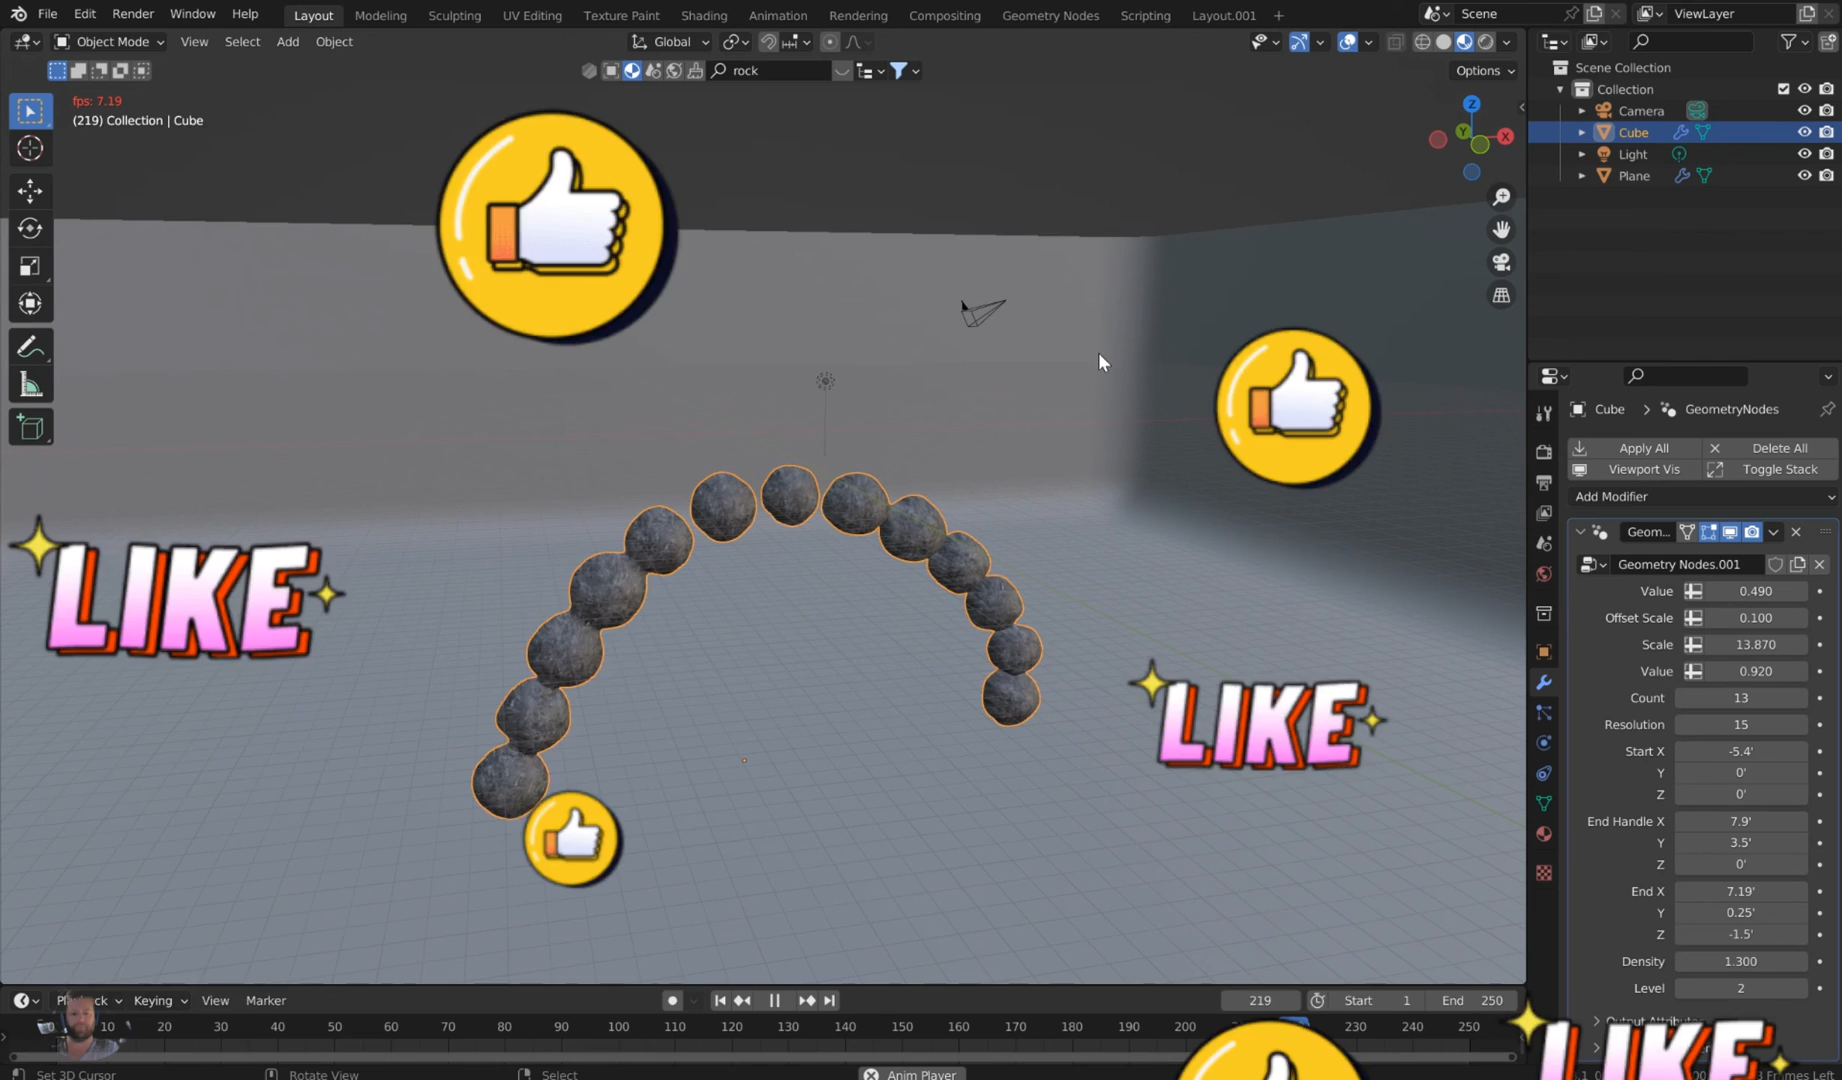 File Edit Render Window Help Layout Modeling Sculpting UV Editing Texture Paint Shading Animation Rendering Compositing Geometry Nodes Scripting Layout.001 Scene ViewLayer
Object Mode View Select Add Object Global
rock Options
fps: 7.19
(219) Collection | Cube
Z
Y X
Scene Collection
Collection
Camera
Cube
Light
Plane
Cube GeometryNodes
Apply All Delete All
Viewport Vis Toggle Stack
Add Modifier
Geom...
Geometry Nodes.001
Value 0.490
Offset Scale 0.100
Scale 13.870
Value 0.920
Count 13
Resolution 15
Start X -5.4'
Y 0'
Z 0'
End Handle X 7.9'
Y 3.5'
Z 0'
End X 7.19'
Y 0.25'
Z -1.5'
Density 1.300
Level 2
LIKE
LIKE
LIKE
Keying View Marker 219 Start 1 End 250
10 20 30 40 50 60 70 80 90 100 110 120 130 140 150 160 170 180 190 200 210 230 240 250
Set 3D Cursor Rotate View Select Anim Player Frames Left